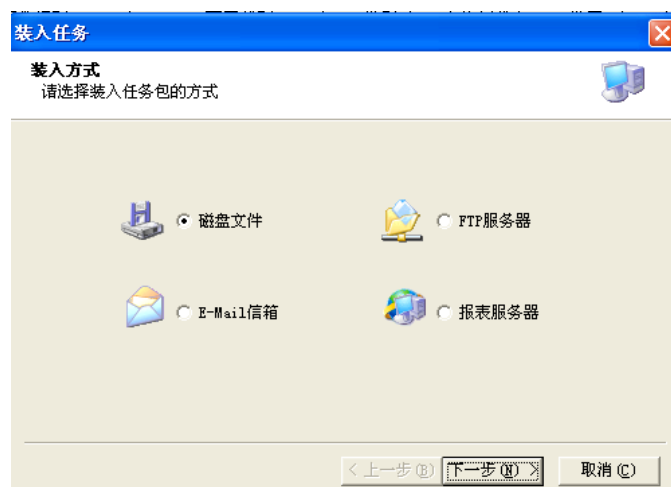 装入任务
装入方式
请选择装入任务包的方式
磁盘文件
FTP服务器
E-Mail信箱
报表服务器
< 上一步(B)
下一步(N) >
取消(C)